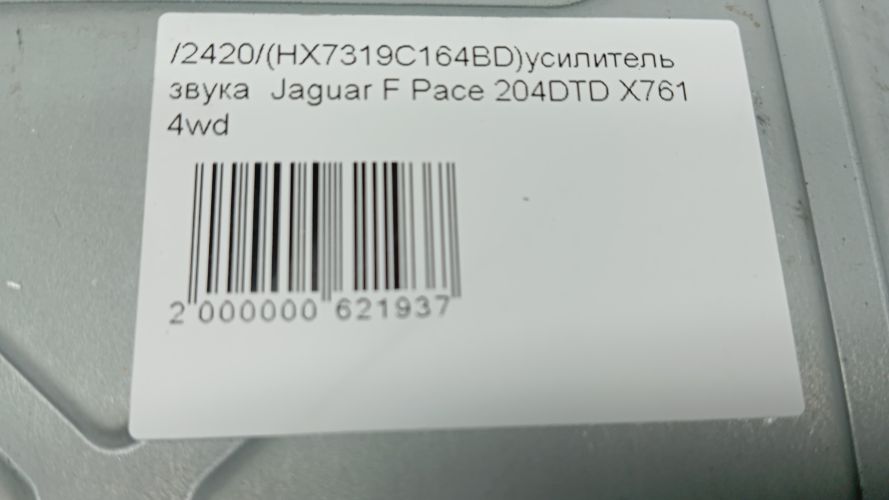 /2420/(HX7319C164BD)усилитель
звука  Jaguar F Pace 204DTD X761
4wd
2 000000 621937